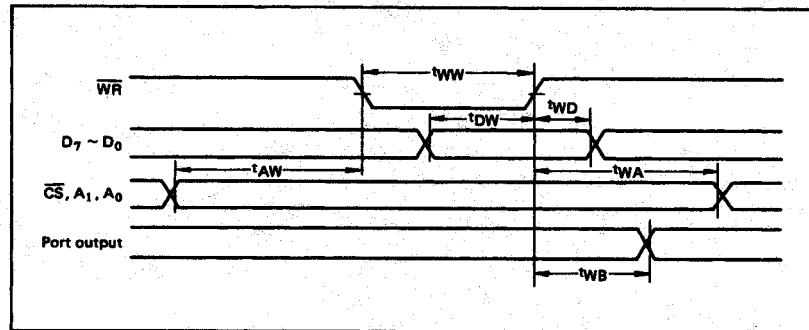 tWW
WR
tDW
tWD
D7 ~ D0
tAW
tWA
CS, A1, A0
Port output
tWB